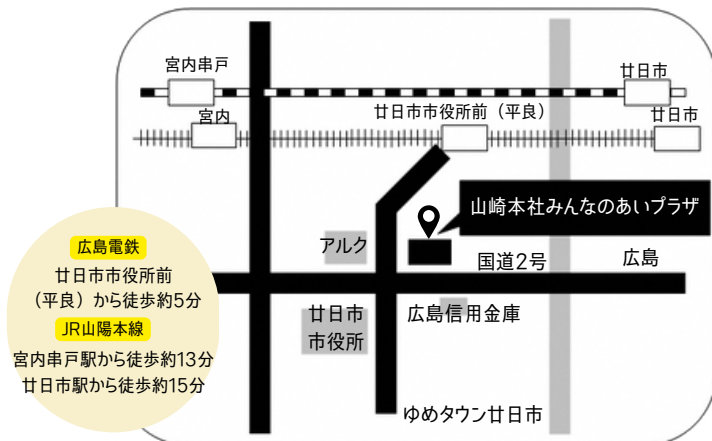 宮内串戸
廿日市
宮内
廿日市市役所前（平良）
廿日市
山崎本社みんなのあいプラザ
アルク
国道2号
広島
広島電鉄
廿日市市役所前
（平良）から徒歩約5分
JR山陽本線
宮内串戸駅から徒歩約13分
廿日市駅から徒歩約15分
廿日市
市役所
広島信用金庫
ゆめタウン廿日市